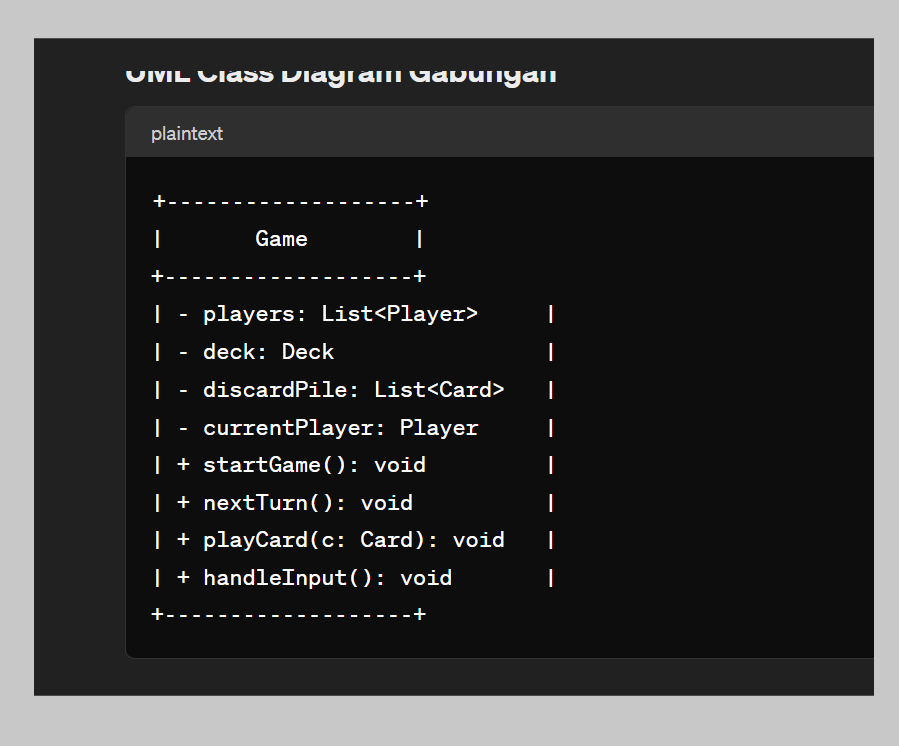 UML Class Diagram Gabungan
plaintext
+-------------------+
|       Game        |
+-------------------+
| - players: List<Player>     |
| - deck: Deck                |
| - discardPile: List<Card>   |
| - currentPlayer: Player     |
| + startGame(): void         |
| + nextTurn(): void          |
| + playCard(c: Card): void   |
| + handleInput(): void       |
+-------------------+